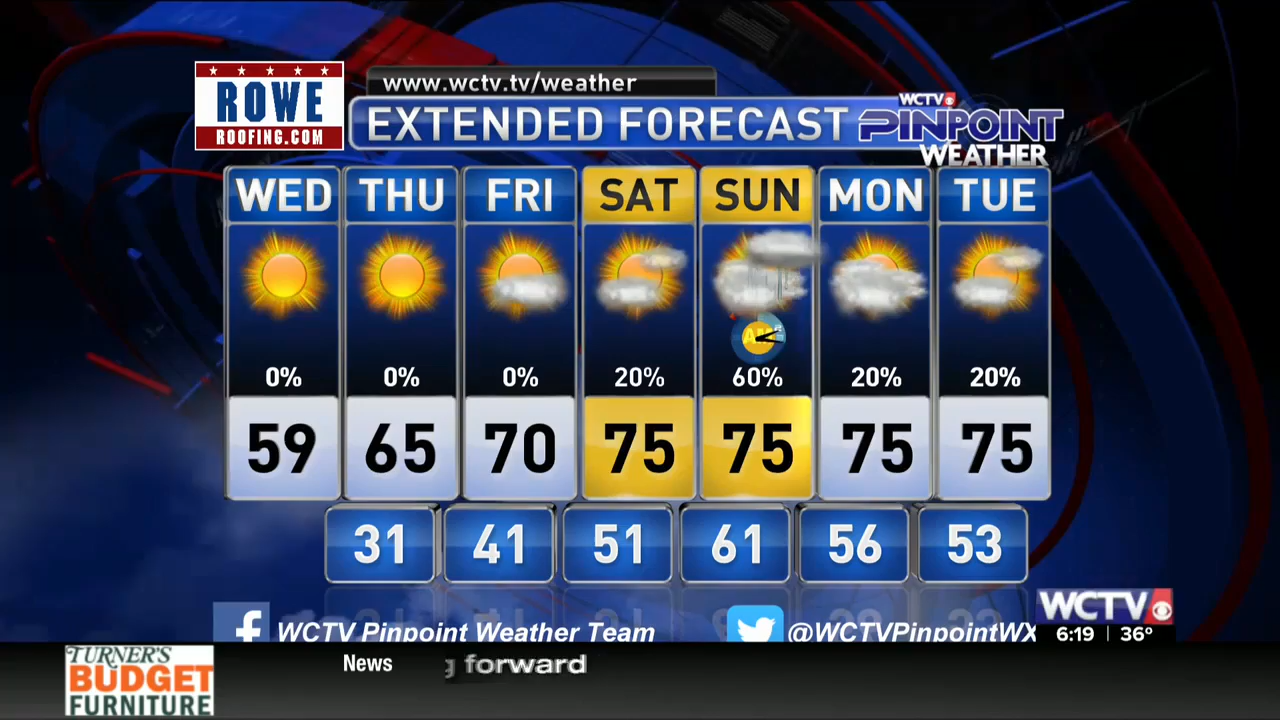 www.wctv.tv/weather
ROWE
ROOFING.COM
EXTENDED FORECAST
WCTV
PINPOINT
WEATHER
WED THU FRI SAT SUN MON TUE
AM
0% 0% 0% 20% 60% 20% 20%
59 65 70 75 75 75 75
31 41 51 61 56 53
WCTV
f WCTV Pinpoint Weather Team @WCTVPinpointWX
6:19 | 36°
TURNER'S
BUDGET
FURNITURE
News g forward